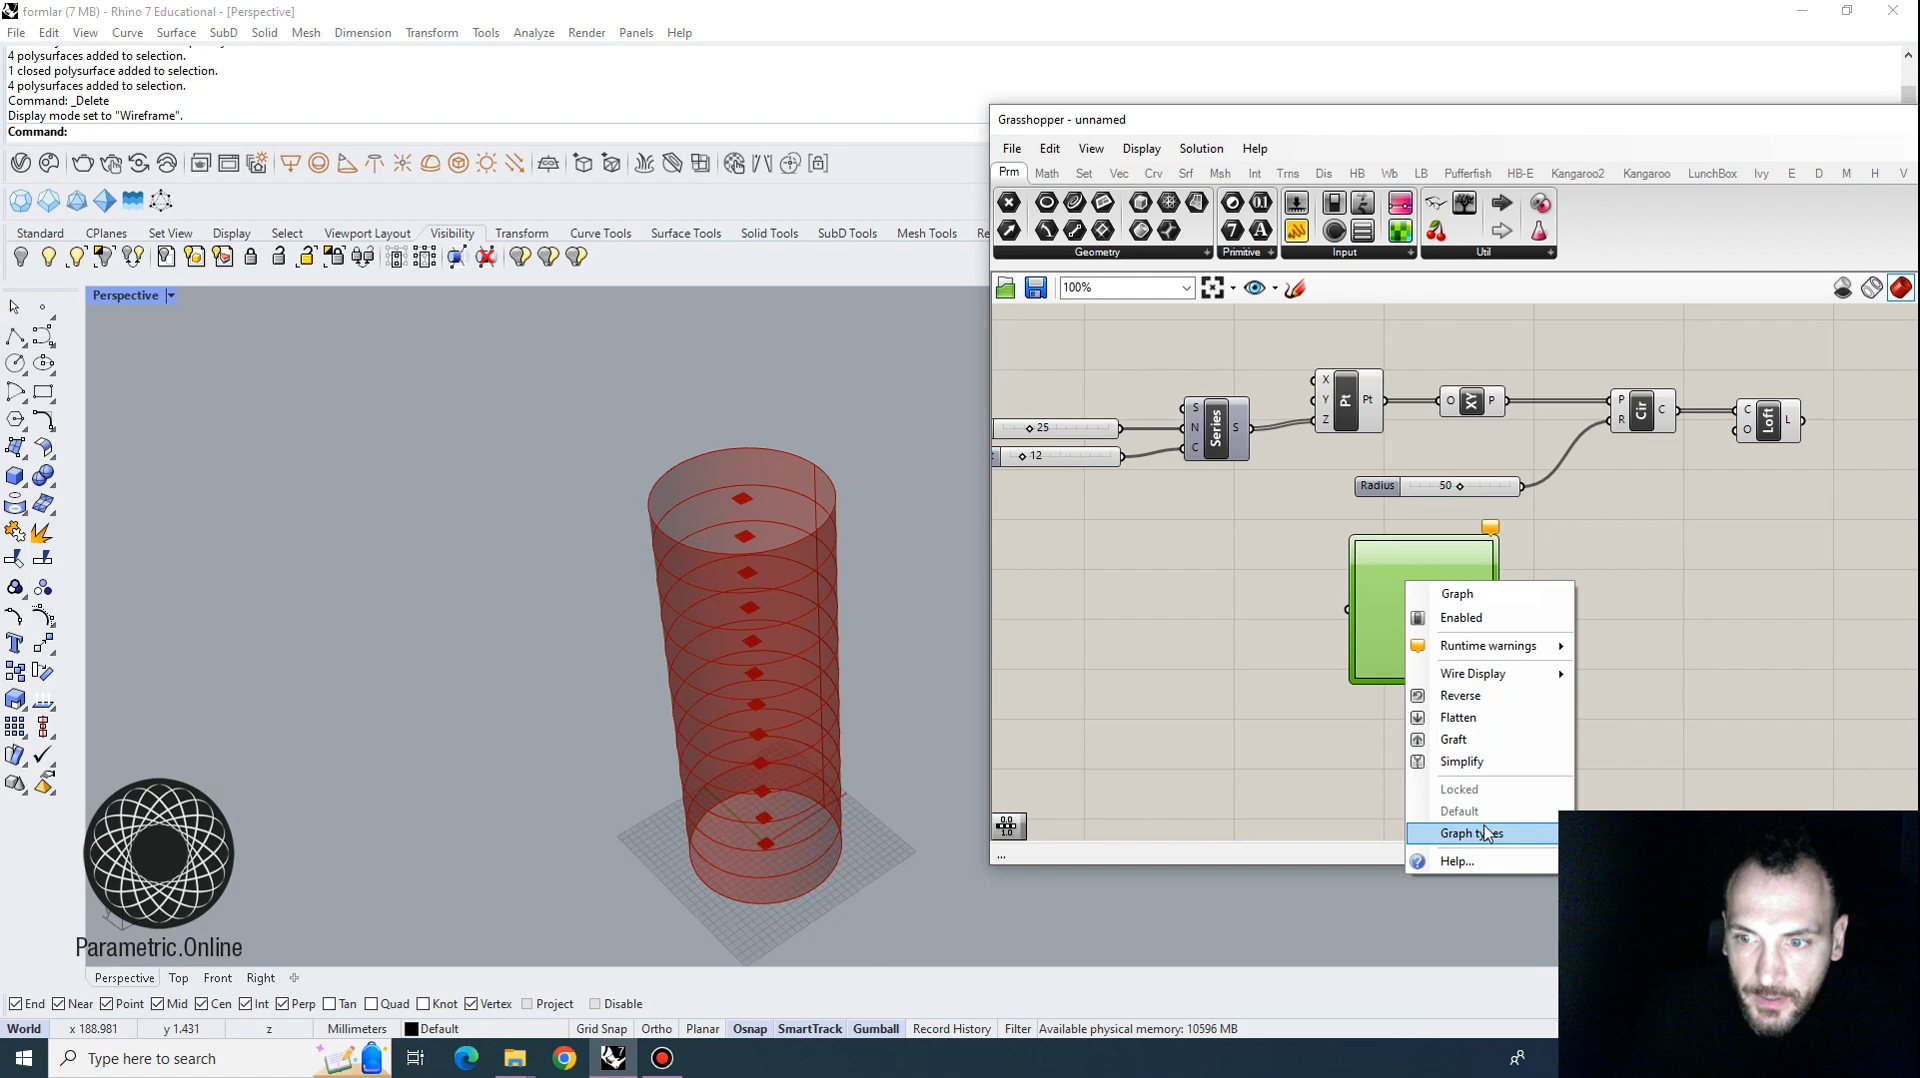 formlar (7 MB) - Rhino 7 Educational - [Perspective]
File Edit View Curve Surface SubD Solid Mesh Dimension Transform Tools Analyze Render Panels Help
4 polysurfaces added to selection.
1 closed polysurface added to selection.
4 polysurfaces added to selection.
Command: _Delete
Display mode set to "Wireframe".
Command:
Standard CPlanes Set View Display Select Viewport Layout Visibility Transform Curve Tools Surface Tools Solid Tools SubD Tools Mesh Tools Re
Perspective
Grasshopper - unnamed
File Edit View Display Solution Help
Prm Math Set Vec Crv Srf Msh Int Trns Dis HB Wb LB Pufferfish HB-E Kangaroo2 Kangaroo LunchBox Ivy E D M H V
Geometry Primitive Input Util
100%
25
12
S
N
C
Series
S
X
Y
Z
Pt
Pt
O XY P
P
R
Cir
C
C
O
Loft
L
Radius 50
Graph
Enabled
Runtime warnings
Wire Display
Reverse
Flatten
Graft
Simplify
Locked
Default
Graph types
Help...
0.0
1.0
...
Parametric.Online
Perspective Top Front Right
End Near Point Mid Cen Int Perp Tan Quad Knot Vertex Project Disable
World x 188.981 y 1.431 z Millimeters Default Grid Snap Ortho Planar Osnap SmartTrack Gumball Record History Filter Available physical memory: 10596 MB
Type here to search